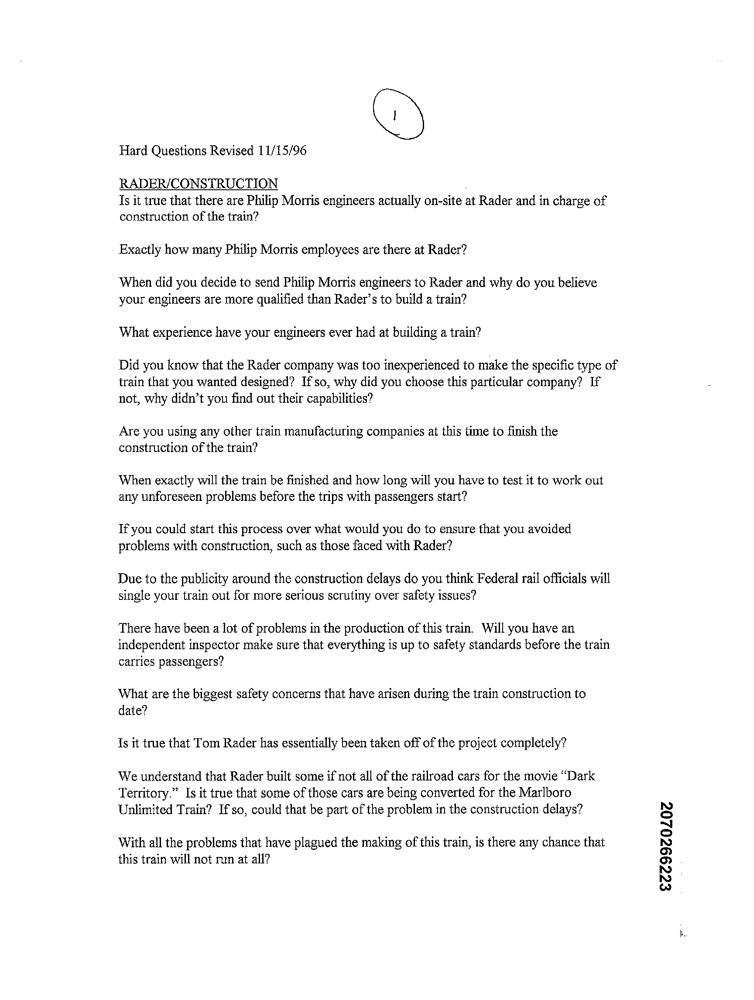 1
Hard Questions Revised 11/15/96
RADER/CONSTRUCTION
Is it true that there are Philip Morris engineers actually on-site at Rader and in charge of
construction of the train?
Exactly how many Philip Morris employees are there at Rader?
When did you decide to send Philip Morris engineers to Rader and why do you believe
your engineers are more qualified than Rader's to build a train?
What experience have your engineers ever had at building a train?
Did you know that the Rader company was too inexperienced to make the specific type of
train that you wanted designed? If so, why did you choose this particular company? If
not, why didn't you find out their capabilities?
Are you using any other train manufacturing companies at this time to finish the
construction of the train?
When exactly will the train be finished and how long will you have to test it to work out
any unforeseen problems before the trips with passengers start?
If you could start this process over what would you do to ensure that you avoided
problems with construction, such as those faced with Rader?
Due to the publicity around the construction delays do you think Federal rail officials will
single your train out for more serious scrutiny over safety issues?
There have been a lot of problems in the production of this train. Will you have an
independent inspector make sure that everything is up to safety standards before the train
carries passengers?
What are the biggest safety concerns that have arisen during the train construction to
date?
Is it true that Tom Rader has essentially been taken off of the project completely?
We understand that Rader built some if not all of the railroad cars for the movie “Dark
Territory.” Is it true that some of those cars are being converted for the Marlboro
Unlimited Train? If so, could that be part of the problem in the construction delays?
With all the problems that have plagued the making of this train, is there any chance that
this train will not run at all?
2070266223